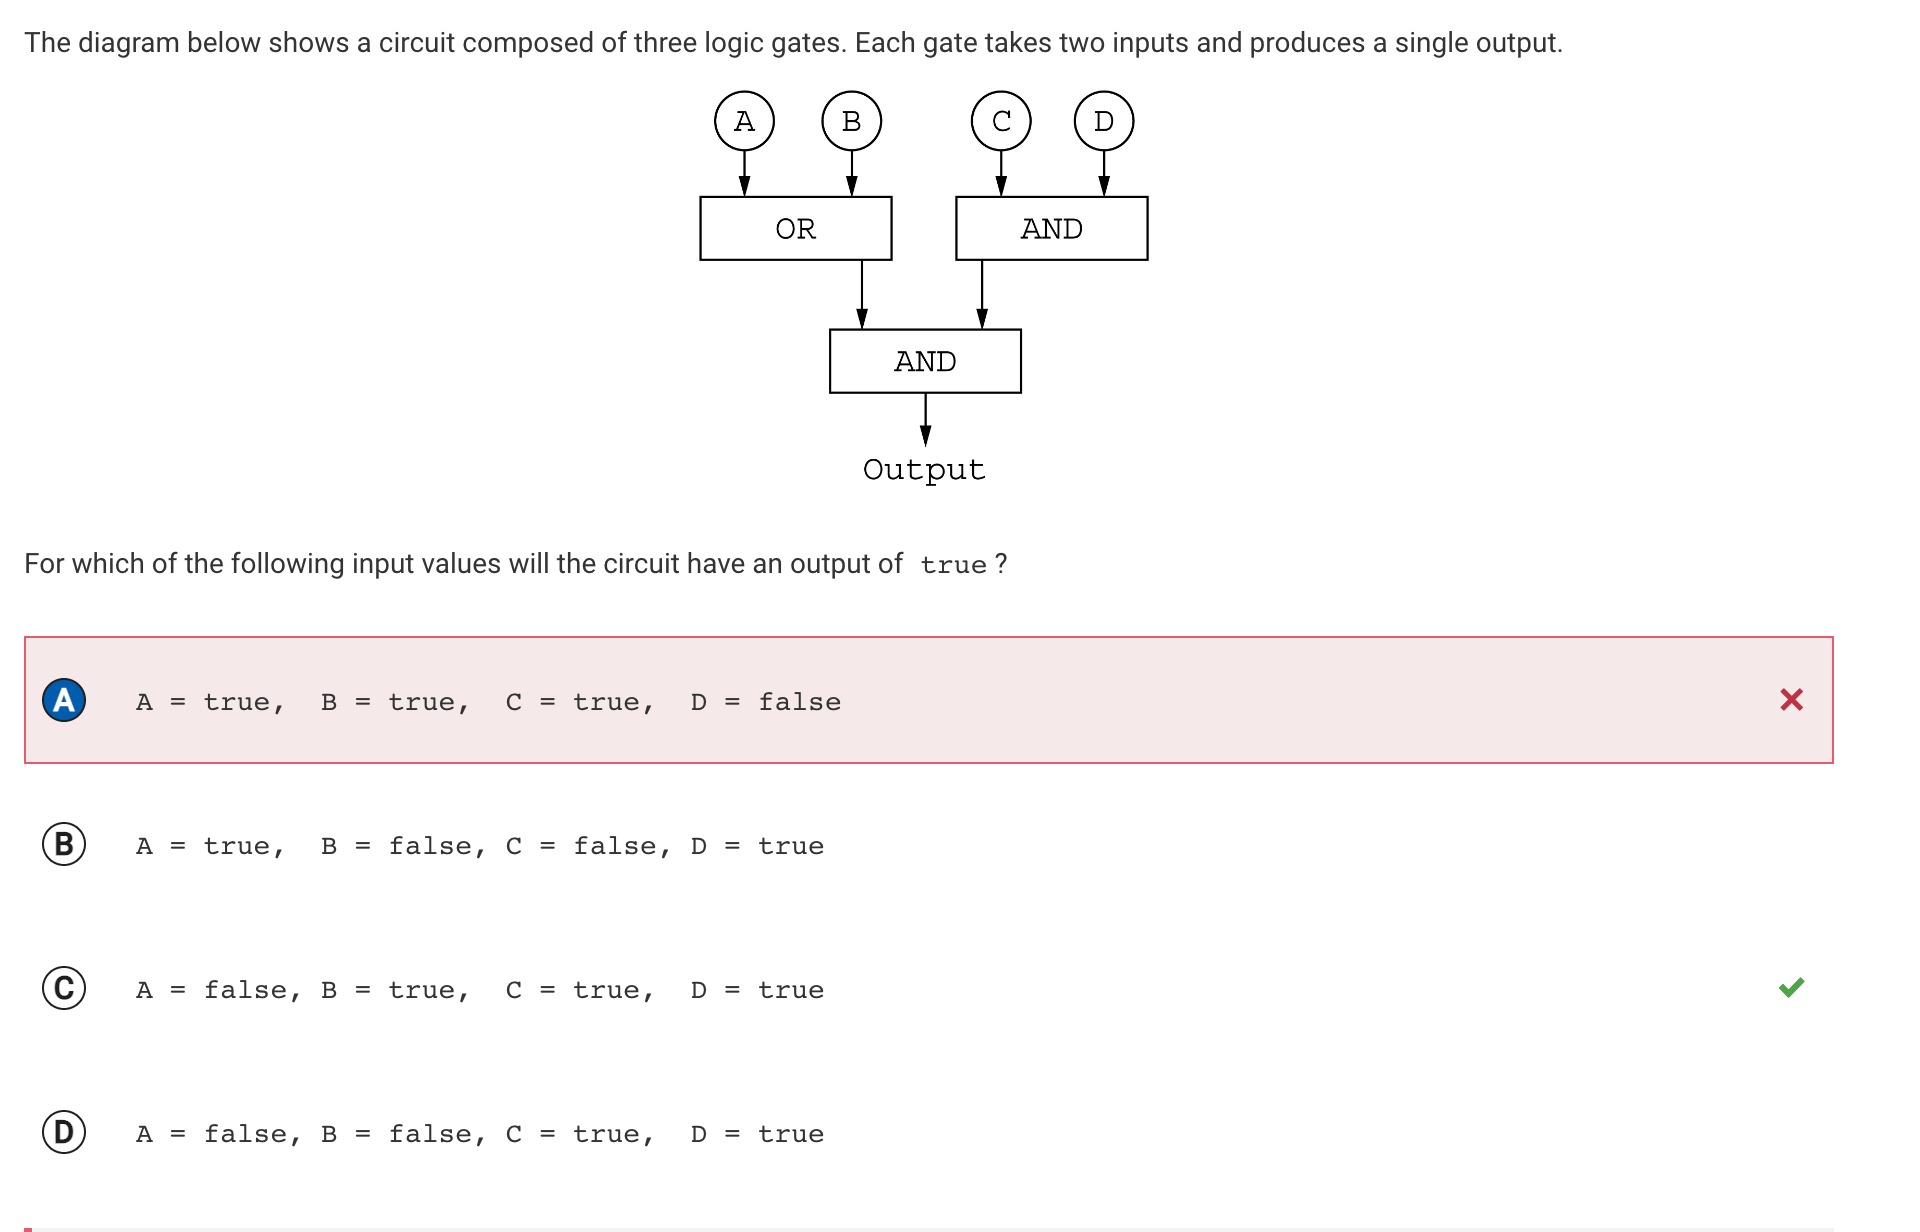 The diagram below shows a circuit composed of three logic gates. Each gate takes two inputs and produces a single output.
A B C D
OR AND
AND
Output
For which of the following input values will the circuit have an output of true ?
A A = true, B = true, C = true, D = false
B A = true, B = false, C = false, D = true
C A = false, B = true, C = true, D = true
D A = false, B = false, C = true, D = true